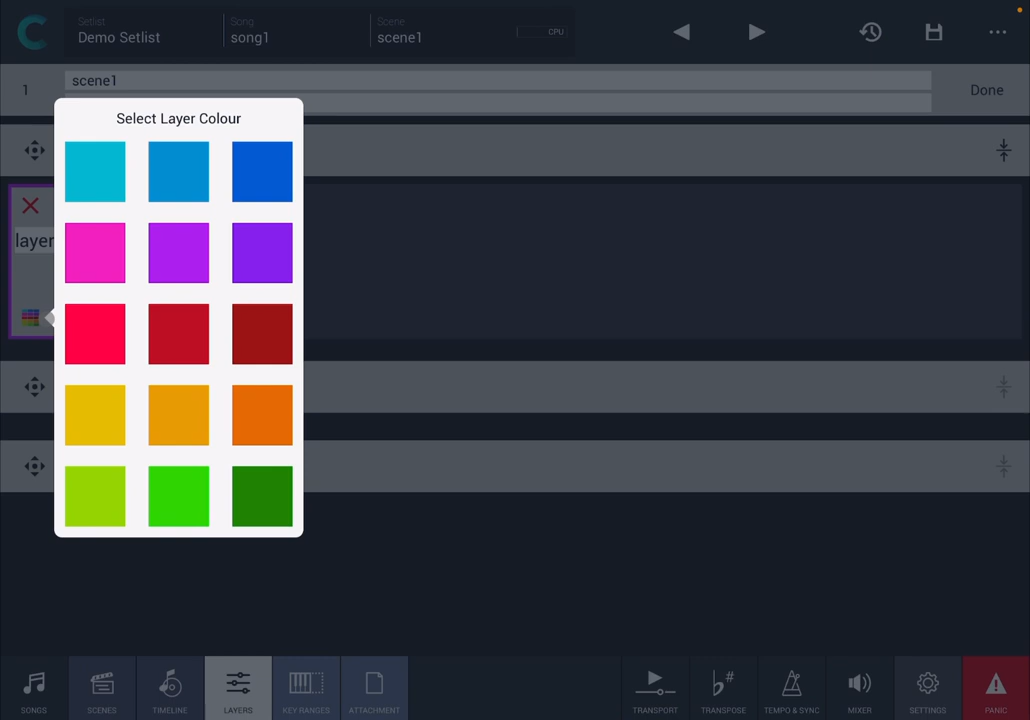 Setlist
Demo Setlist
Song
song1
Scene
scene1
CPU
1
scene1
Done
Select Layer Colour
layer
SONGS
SCENES
TIMELINE
LAYERS
KEY RANGES
ATTACHMENT
TRANSPORT
TRANSPOSE
TEMPO & SYNC
MIXER
SETTINGS
PANIC